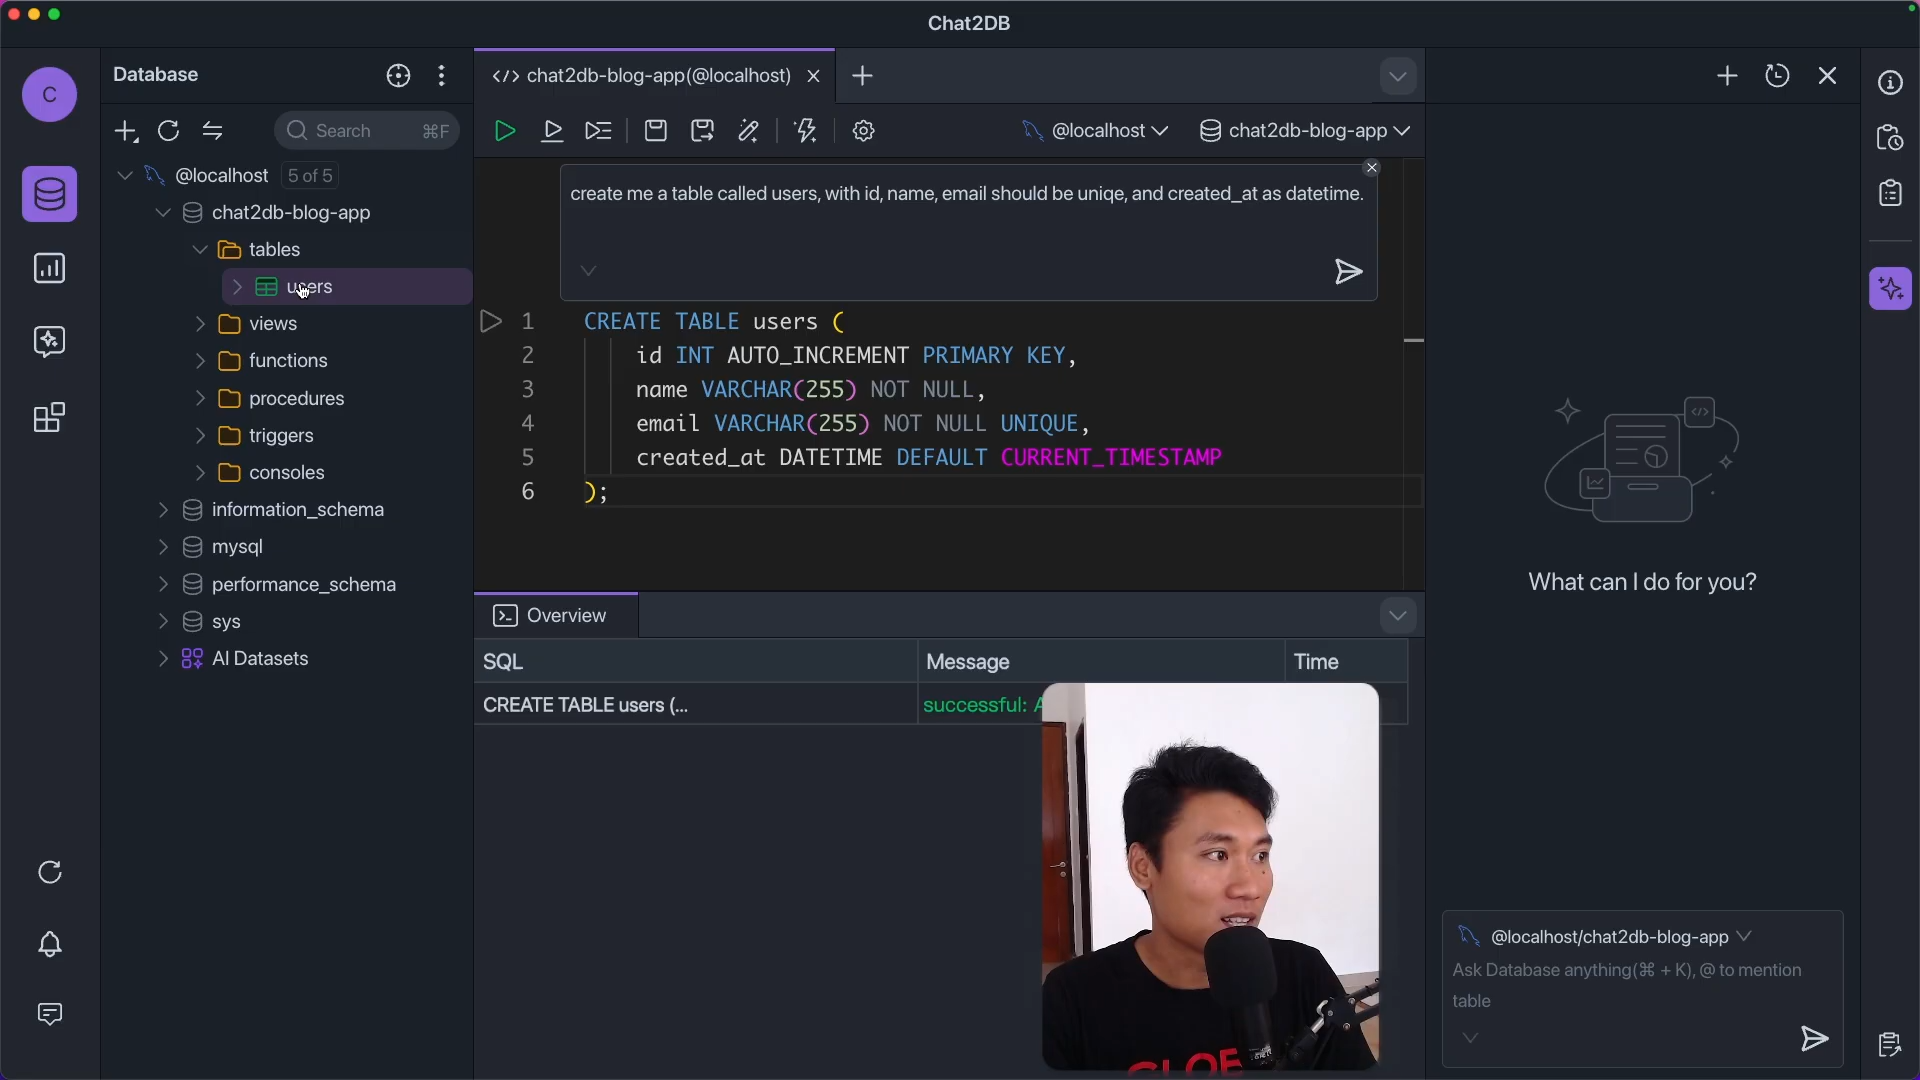 Chat2DB
C
Database
Search ⌘F
@localhost 5 of 5
chat2db-blog-app
tables
users
views
functions
procedures
triggers
consoles
information_schema
mysql
performance_schema
sys
AI Datasets
</> chat2db-blog-app(@localhost)
@localhost
chat2db-blog-app
create me a table called users, with id, name, email should be uniqe, and created_at as datetime.
1 CREATE TABLE users (
2 id INT AUTO_INCREMENT PRIMARY KEY,
3 name VARCHAR(255) NOT NULL,
4 email VARCHAR(255) NOT NULL UNIQUE,
5 created_at DATETIME DEFAULT CURRENT_TIMESTAMP
6 );
Overview
SQL Message Time
CREATE TABLE users (... successful: A
What can I do for you?
@localhost/chat2db-blog-app
Ask Database anything(⌘ + K), @ to mention
table